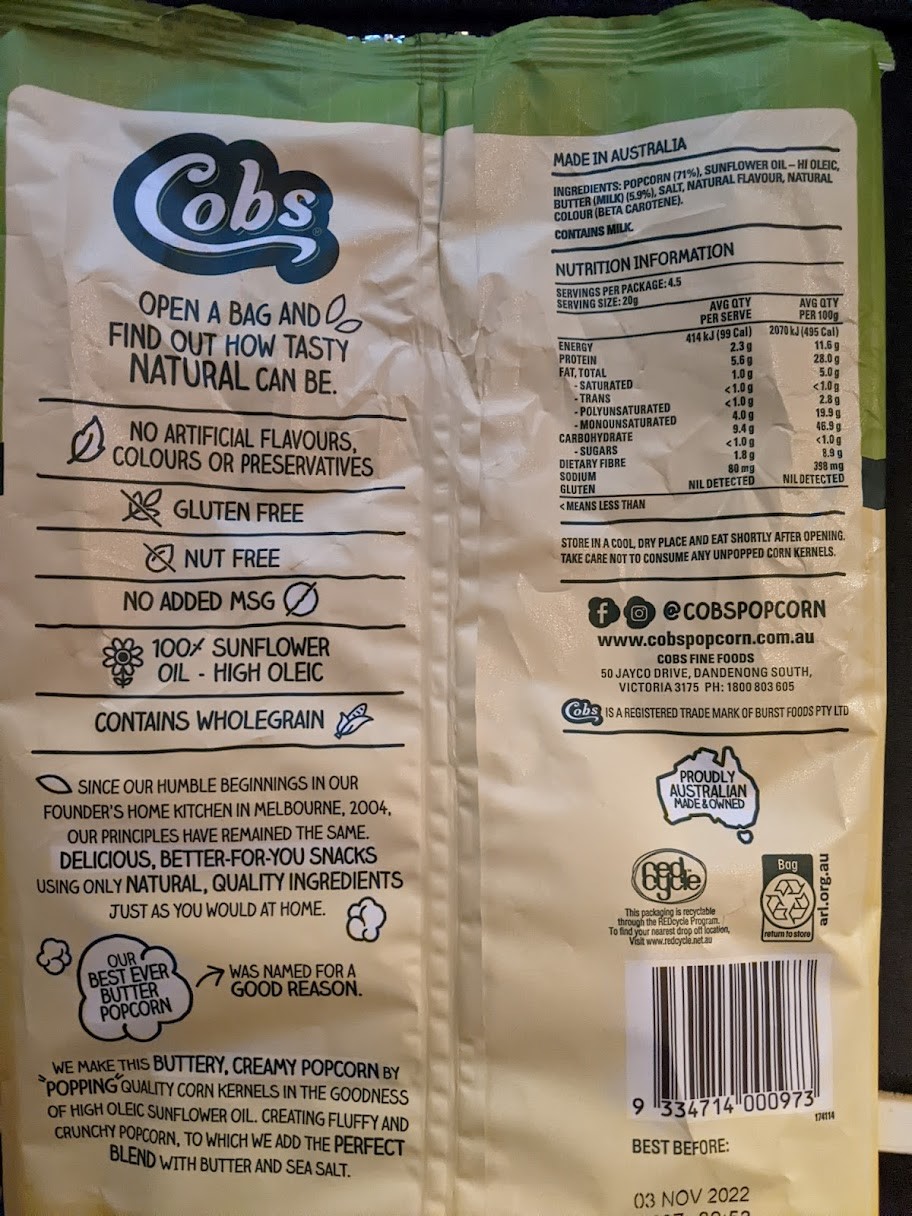 Cobs
OPEN A BAG AND
FIND OUT HOW TASTY
NATURAL CAN BE.
NO ARTIFICIAL FLAVOURS,
COLOURS OR PRESERVATIVES
GLUTEN FREE
NUT FREE
NO ADDED MSG
100% SUNFLOWER
OIL - HIGH OLEIC
CONTAINS WHOLEGRAIN
SINCE OUR HUMBLE BEGINNINGS IN OUR
FOUNDER'S HOME KITCHEN IN MELBOURNE, 2004,
OUR PRINCIPLES HAVE REMAINED THE SAME.
DELICIOUS, BETTER-FOR-YOU SNACKS
USING ONLY NATURAL, QUALITY INGREDIENTS
JUST AS YOU WOULD AT HOME.
OUR
BEST EVER
BUTTER
POPCORN
WAS NAMED FOR A
GOOD REASON.
WE MAKE THIS BUTTERY, CREAMY POPCORN BY
"POPPING" QUALITY CORN KERNELS IN THE GOODNESS
OF HIGH OLEIC SUNFLOWER OIL. CREATING FLUFFY AND
CRUNCHY POPCORN, TO WHICH WE ADD THE PERFECT
BLEND WITH BUTTER AND SEA SALT.
MADE IN AUSTRALIA
INGREDIENTS: POPCORN (71%), SUNFLOWER OIL – HI OLEIC,
BUTTER (MILK) (5.9%), SALT, NATURAL FLAVOUR, NATURAL
COLOUR (BETA CAROTENE).
CONTAINS MILK.
NUTRITION INFORMATION
SERVINGS PER PACKAGE: 4.5
SERVING SIZE: 20g
AVG QTY AVG QTY
PER SERVE PER 100g
ENERGY 414 kJ (99 Cal) 2070 kJ (495 Cal)
PROTEIN 2.3 g 11.6 g
FAT, TOTAL 5.6 g 28.0 g
- SATURATED 1.0 g 5.0 g
- TRANS <1.0 g <1.0 g
- POLYUNSATURATED <1.0 g 2.8 g
- MONOUNSATURATED 4.0 g 19.9 g
CARBOHYDRATE 9.4 g 46.9 g
- SUGARS <1.0 g <1.0 g
DIETARY FIBRE 1.8 g 8.9 g
SODIUM 80 mg 398 mg
GLUTEN NIL DETECTED NIL DETECTED
< MEANS LESS THAN
STORE IN A COOL, DRY PLACE AND EAT SHORTLY AFTER OPENING.
TAKE CARE NOT TO CONSUME ANY UNPOPPED CORN KERNELS.
@COBSPOPCORN
www.cobspopcorn.com.au
COBS FINE FOODS
50 JAYCO DRIVE, DANDENONG SOUTH,
VICTORIA 3175 PH: 1800 803 605
Cobs IS A REGISTERED TRADE MARK OF BURST FOODS PTY LTD
PROUDLY
AUSTRALIAN
MADE & OWNED
red
cycle
This packaging is recyclable
through the REDcycle Program.
To find your nearest drop off location,
Visit www.redcycle.net.au
Bag
return to store
arl.org.au
9 334714 000973
174114
BEST BEFORE:
03 NOV 2022